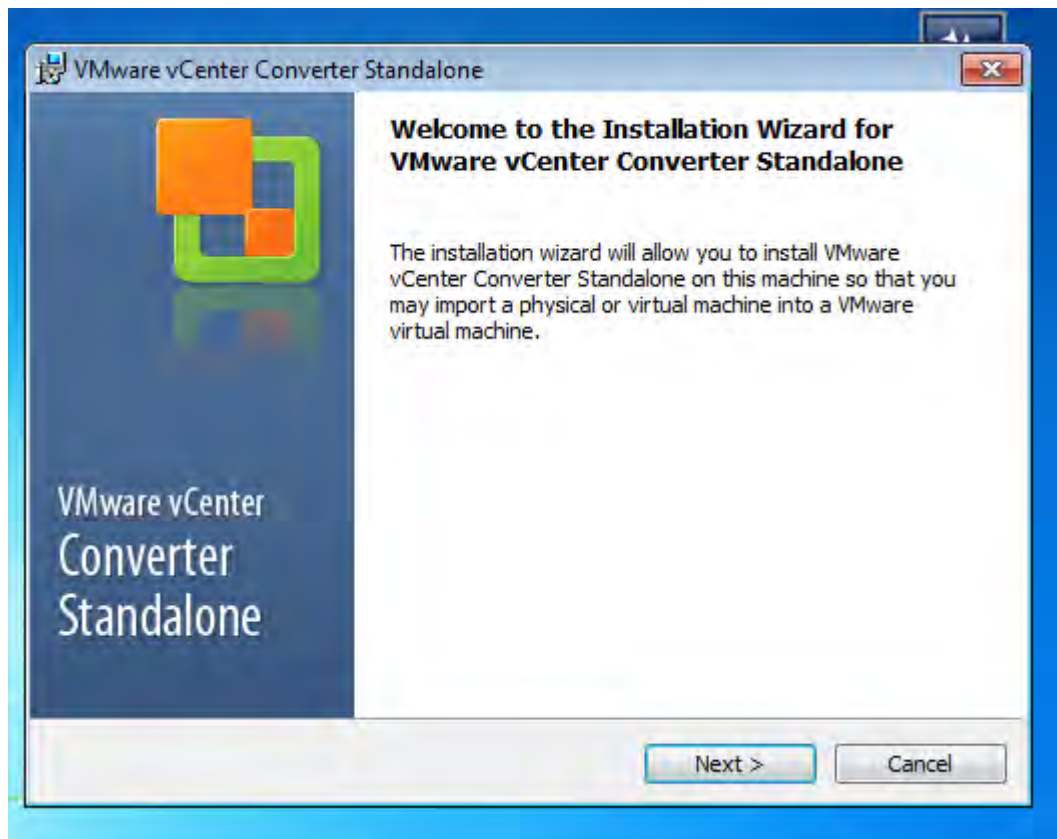 VMware vCenter Converter Standalone
Welcome to the Installation Wizard for
VMware vCenter Converter Standalone
The installation wizard will allow you to install VMware
vCenter Converter Standalone on this machine so that you
may import a physical or virtual machine into a VMware
virtual machine.
VMware vCenter
Converter
Standalone
Next >
Cancel